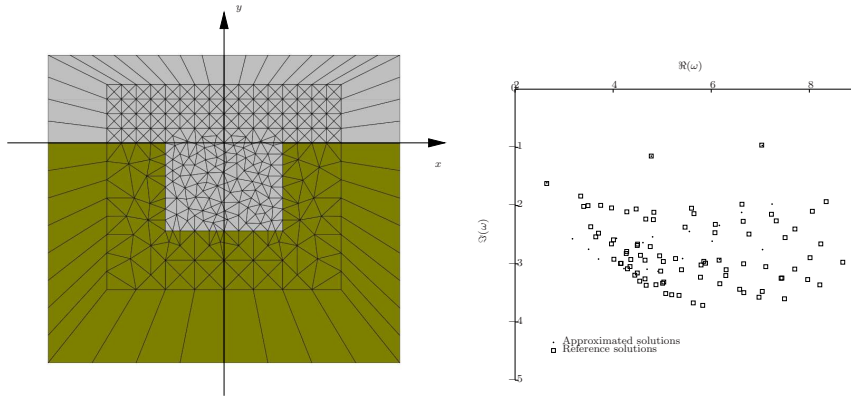 y
x
ℜ(ω)
0
2
4
6
8
−1
−2
−3
−4
−5
ℑ(ω)
Approximated solutions
Reference solutions